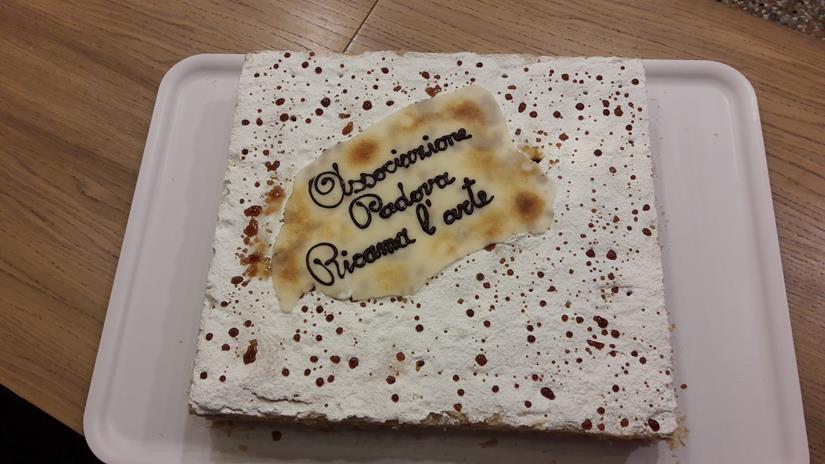 Associazione
Padova
Ricama l'arte